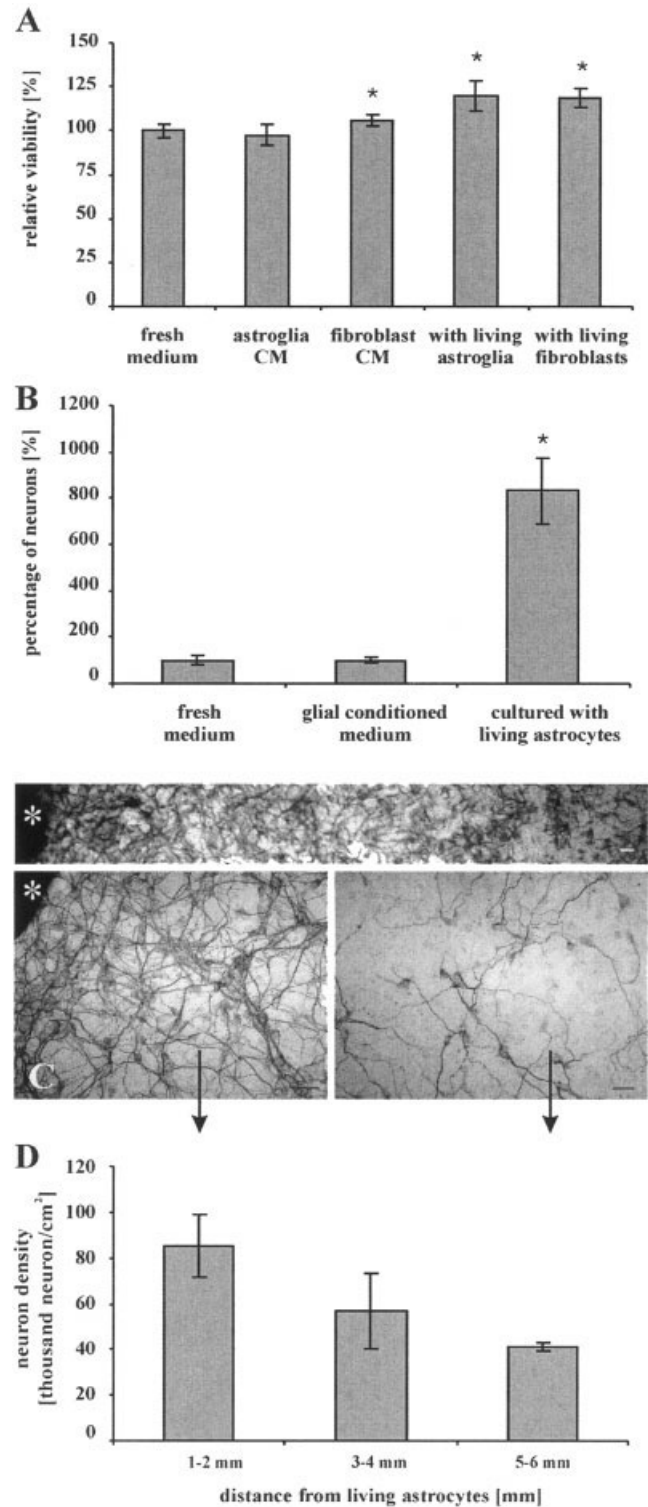 A
relative viability [%]
150
125
100
75
50
25
0
*
*
*
fresh medium
astroglia CM
fibroblast CM
with living astroglia
with living fibroblasts
B
percentage of neurons [%]
1200
1000
800
600
400
200
0
*
fresh medium
glial conditioned medium
cultured with living astrocytes
*
*
C
D
neuron density
[thousand neuron/cm²]
120
100
80
60
40
20
0
1-2 mm
3-4 mm
5-6 mm
distance from living astrocytes [mm]